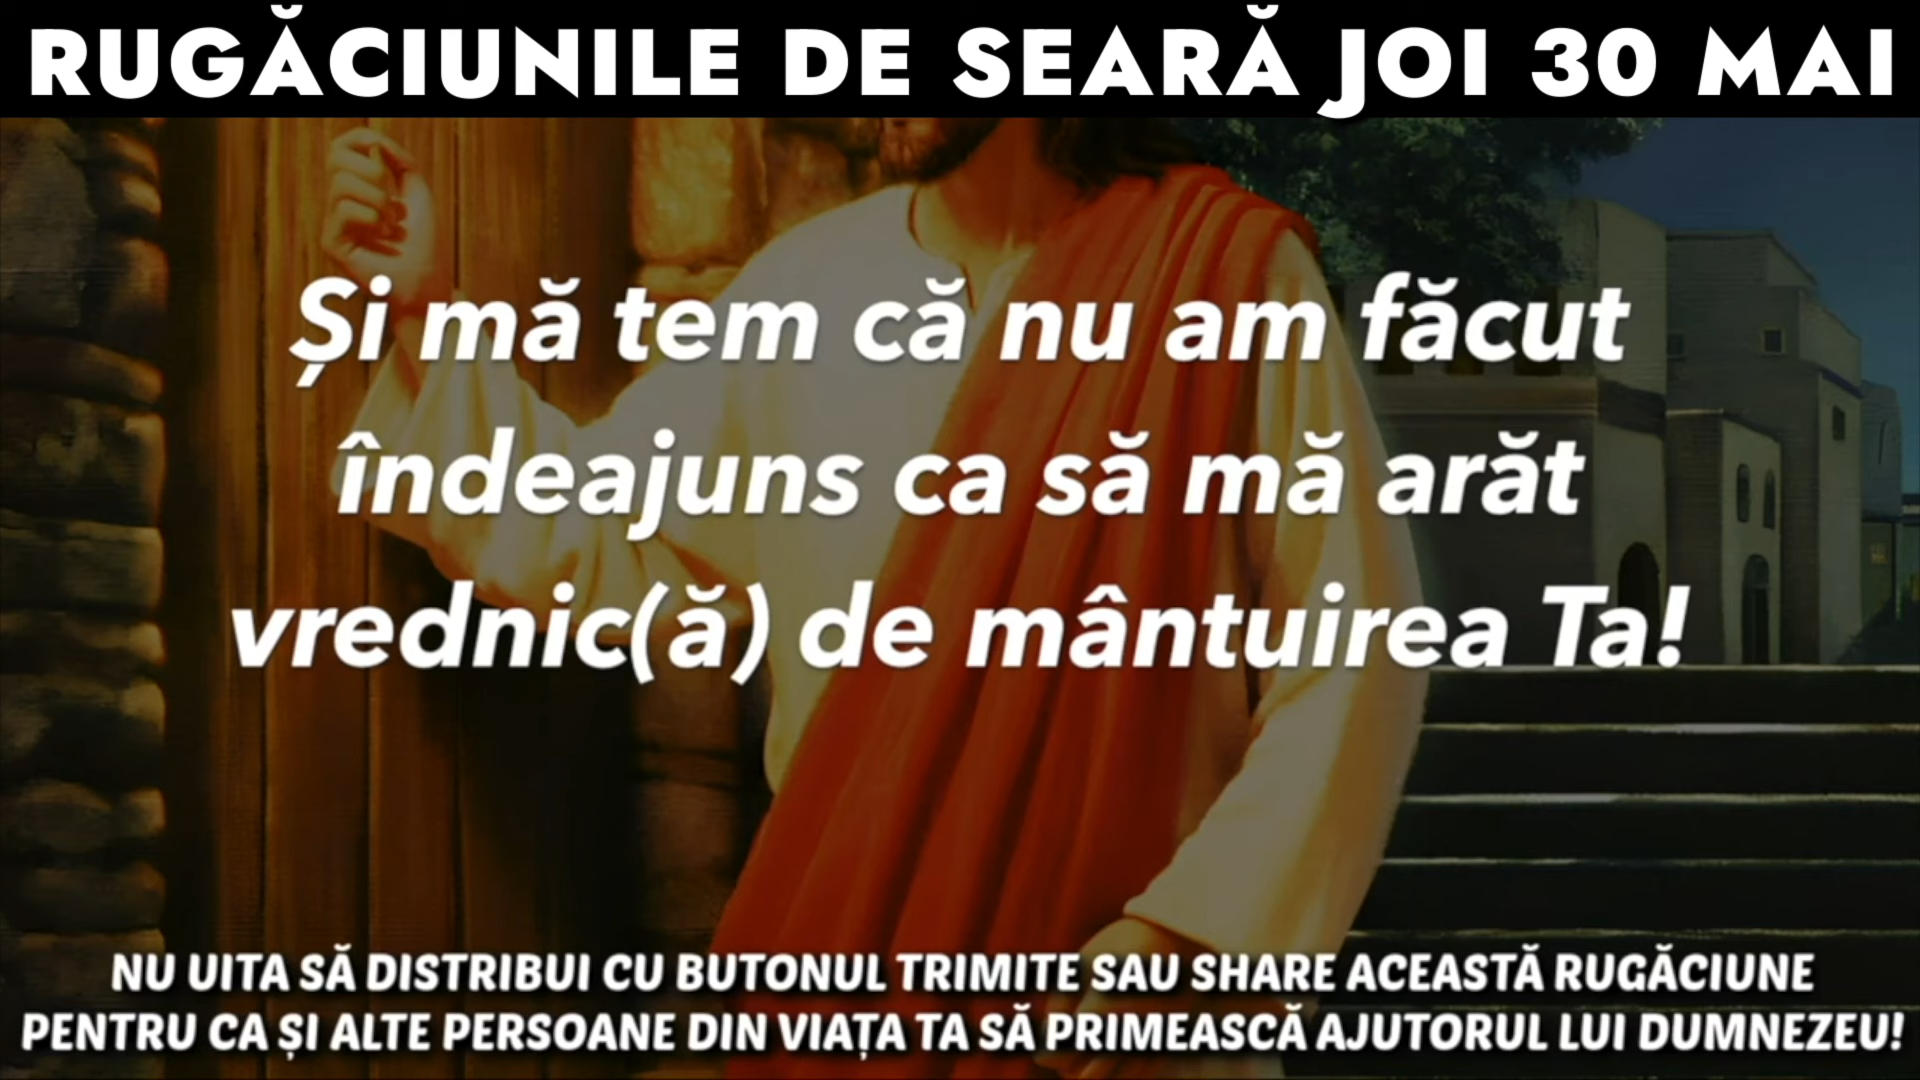 RUGĂCIUNILE DE SEARĂ JOI 30 MAI
Și mă tem că nu am făcut
îndeajuns ca să mă arăt
vrednic(ă) de mântuirea Ta!
NU UITA SĂ DISTRIBUI CU BUTONUL TRIMITE SAU SHARE ACEASTĂ RUGĂCIUNE
PENTRU CA ȘI ALTE PERSOANE DIN VIAȚA TA SĂ PRIMEASCĂ AJUTORUL LUI DUMNEZEU!